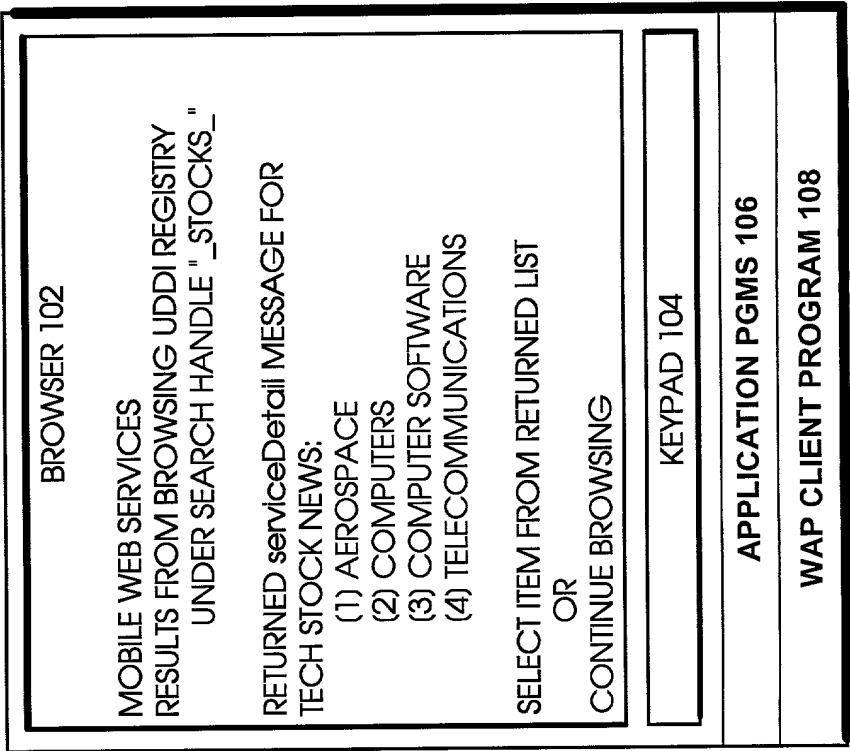 BROWSER 102
MOBILE WEB SERVICES
RESULTS FROM BROWSING UDDI REGISTRY
UNDER SEARCH HANDLE "_STOCKS_"
RETURNED serviceDetail MESSAGE FOR
TECH STOCK NEWS:
(1) AEROSPACE
(2) COMPUTERS
(3) COMPUTER SOFTWARE
(4) TELECOMMUNICATIONS
SELECT ITEM FROM RETURNED LIST
OR
CONTINUE BROWSING
KEYPAD 104
APPLICATION PGMS 106
WAP CLIENT PROGRAM 108